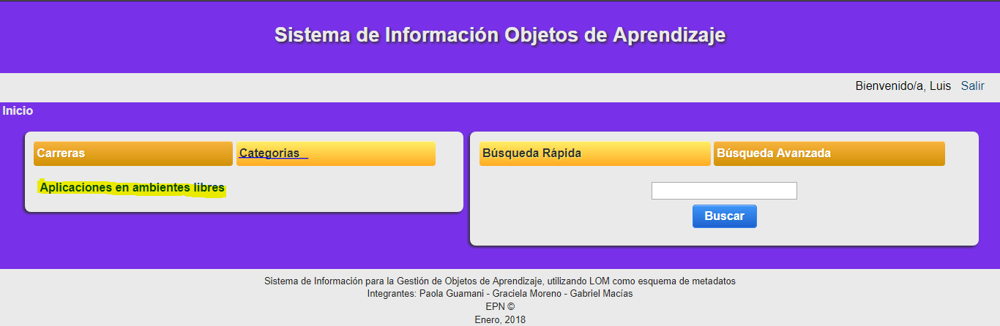 Sistema de Información Objetos de Aprendizaje
Bienvenido/a, Luis Salir
Inicio
Carreras Categorias
Aplicaciones en ambientes libres
Búsqueda Rápida Búsqueda Avanzada
Buscar
Sistema de Información para la Gestión de Objetos de Aprendizaje, utilizando LOM como esquema de metadatos
Integrantes: Paola Guamani - Graciela Moreno - Gabriel Macías
EPN ©
Enero, 2018